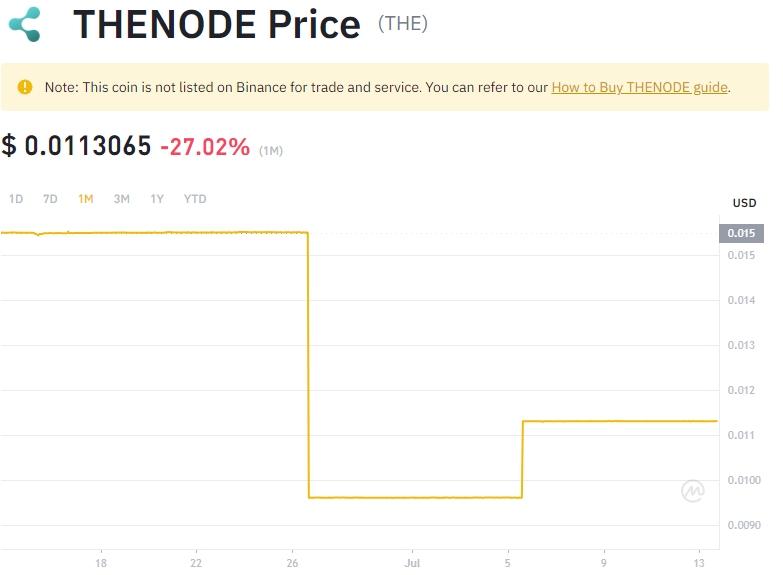 THENODE Price (THE)
Note: This coin is not listed on Binance for trade and service. You can refer to our How to Buy THENODE guide.
$ 0.0113065 -27.02% (1M)
1D 7D 1M 3M 1Y YTD
USD
0.015
0.015
0.014
0.013
0.012
0.011
0.0100
0.0090
18 22 26 Jul 5 9 13